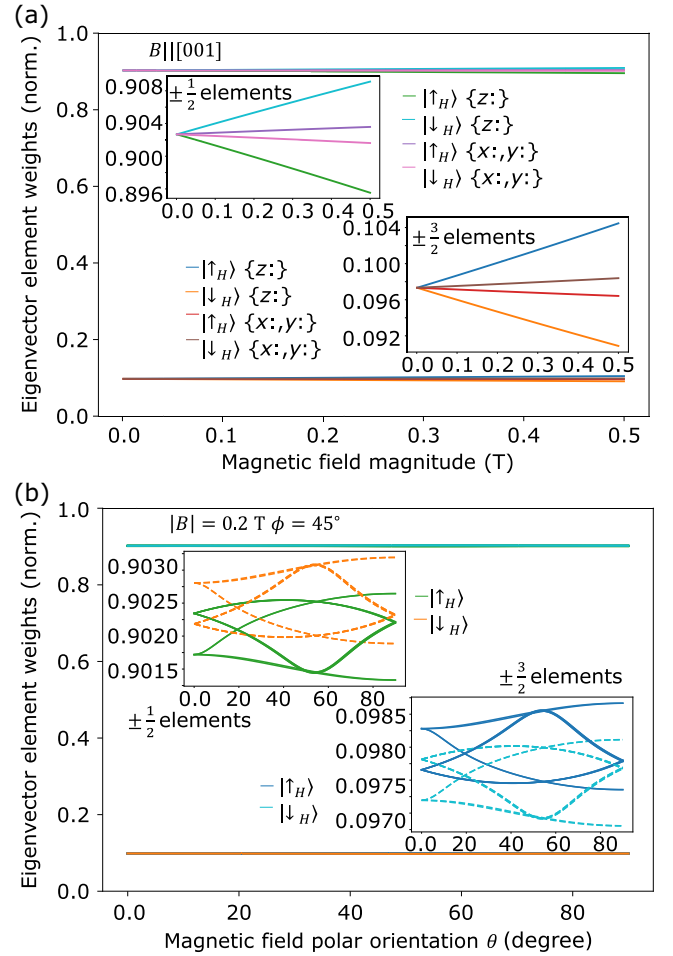 (a)
1.0
0.8
0.6
0.4
0.2
0.0
Eigenvector element weights (norm.)
B||[001]
± 1/2 elements
0.908
0.904
0.900
0.896
0.0 0.1 0.2 0.3 0.4 0.5
|↑H⟩ {z:}
|↓H⟩ {z:}
|↑H⟩ {x:,y:}
|↓H⟩ {x:,y:}
± 3/2 elements
0.104
0.100
0.096
0.092
0.0 0.1 0.2 0.3 0.4 0.5
|↑H⟩ {z:}
|↓H⟩ {z:}
|↑H⟩ {x:,y:}
|↓H⟩ {x:,y:}
0.0 0.1 0.2 0.3 0.4 0.5
Magnetic field magnitude (T)
(b)
1.0
0.8
0.6
0.4
0.2
0.0
Eigenvector element weights (norm.)
|B| = 0.2 T ϕ = 45°
0.9030
0.9025
0.9020
0.9015
0.0 20 40 60 80
± 1/2 elements
|↑H⟩
|↓H⟩
± 3/2 elements
0.0985
0.0980
0.0975
0.0970
0.0 20 40 60 80
|↑H⟩
|↓H⟩
0.0 20 40 60 80
Magnetic field polar orientation θ (degree)